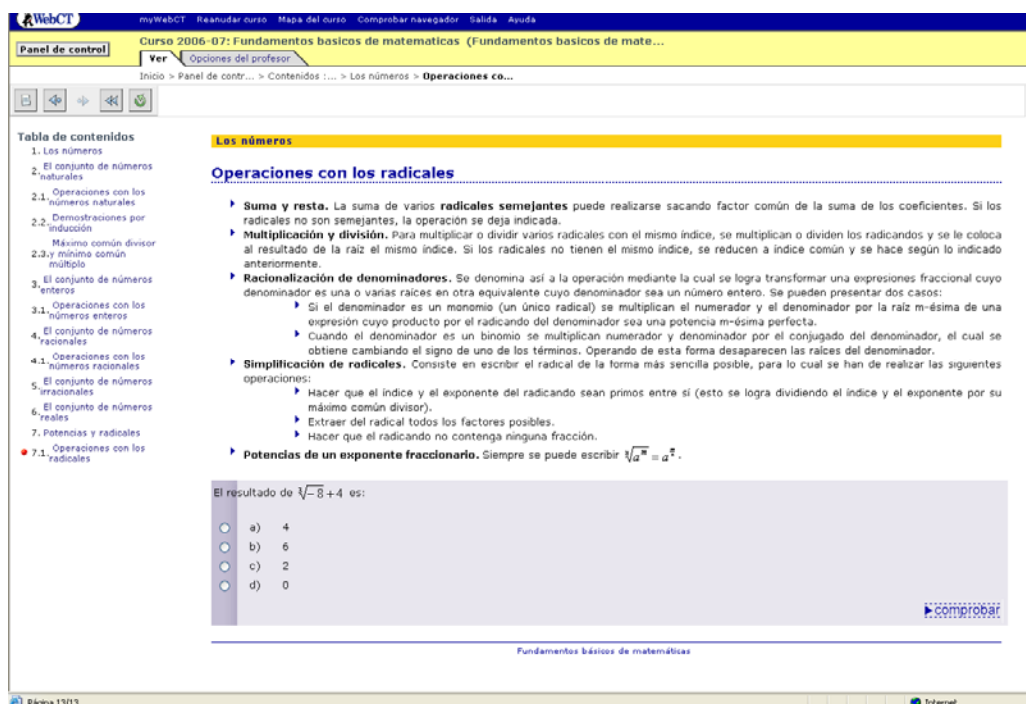 WebCT
myWebCT Reanudar curso Mapa del curso Comprobar navegador Salida Ayuda
Panel de control
Curso 2006-07: Fundamentos basicos de matematicas (Fundamentos basicos de mate...
Ver Opciones del profesor
Inicio > Panel de contr... > Contenidos :... > Los números > Operaciones co...
Tabla de contenidos
1. Los números
2. El conjunto de números
naturales
2.1. Operaciones con los
números naturales
2.2. Demostraciones por
inducción
Máximo común divisor
2.3. y mínimo común
múltiplo
3. El conjunto de números
enteros
3.1. Operaciones con los
números enteros
4. El conjunto de números
racionales
4.1. Operaciones con los
números racionales
5. El conjunto de números
irracionales
6. El conjunto de números
reales
7. Potencias y radicales
7.1. Operaciones con los
radicales
Los números
Operaciones con los radicales
Suma y resta. La suma de varios radicales semejantes puede realizarse sacando factor común de la suma de los coeficientes. Si los
radicales no son semejantes, la operación se deja indicada.
Multiplicación y división. Para multiplicar o dividir varios radicales con el mismo índice, se multiplican o dividen los radicandos y se le coloca
al resultado de la raíz el mismo índice. Si los radicales no tienen el mismo índice, se reducen a índice común y se hace según lo indicado
anteriormente.
Racionalización de denominadores. Se denomina así a la operación mediante la cual se logra transformar una expresiones fraccional cuyo
denominador es una o varias raíces en otra equivalente cuyo denominador sea un número entero. Se pueden presentar dos casos:
Si el denominador es un monomio (un único radical) se multiplican el numerador y el denominador por la raíz m-ésima de una
expresión cuyo producto por el radicando del denominador sea una potencia m-ésima perfecta.
Cuando el denominador es un binomio se multiplican numerador y denominador por el conjugado del denominador, el cual se
obtiene cambiando el signo de uno de los términos. Operando de esta forma desaparecen las raíces del denominador.
Simplificación de radicales. Consiste en escribir el radical de la forma más sencilla posible, para lo cual se han de realizar las siguientes
operaciones:
Hacer que el índice y el exponente del radicando sean primos entre sí (esto se logra dividiendo el índice y el exponente por su
máximo común divisor).
Extraer del radical todos los factores posibles.
Hacer que el radicando no contenga ninguna fracción.
Potencias de un exponente fraccionario. Siempre se puede escribir
El resultado de ∛-8 + 4 es:
a) 4
b) 6
c) 2
d) 0
comprobar
Fundamentos básicos de matemáticas
Página 13/13
Internet